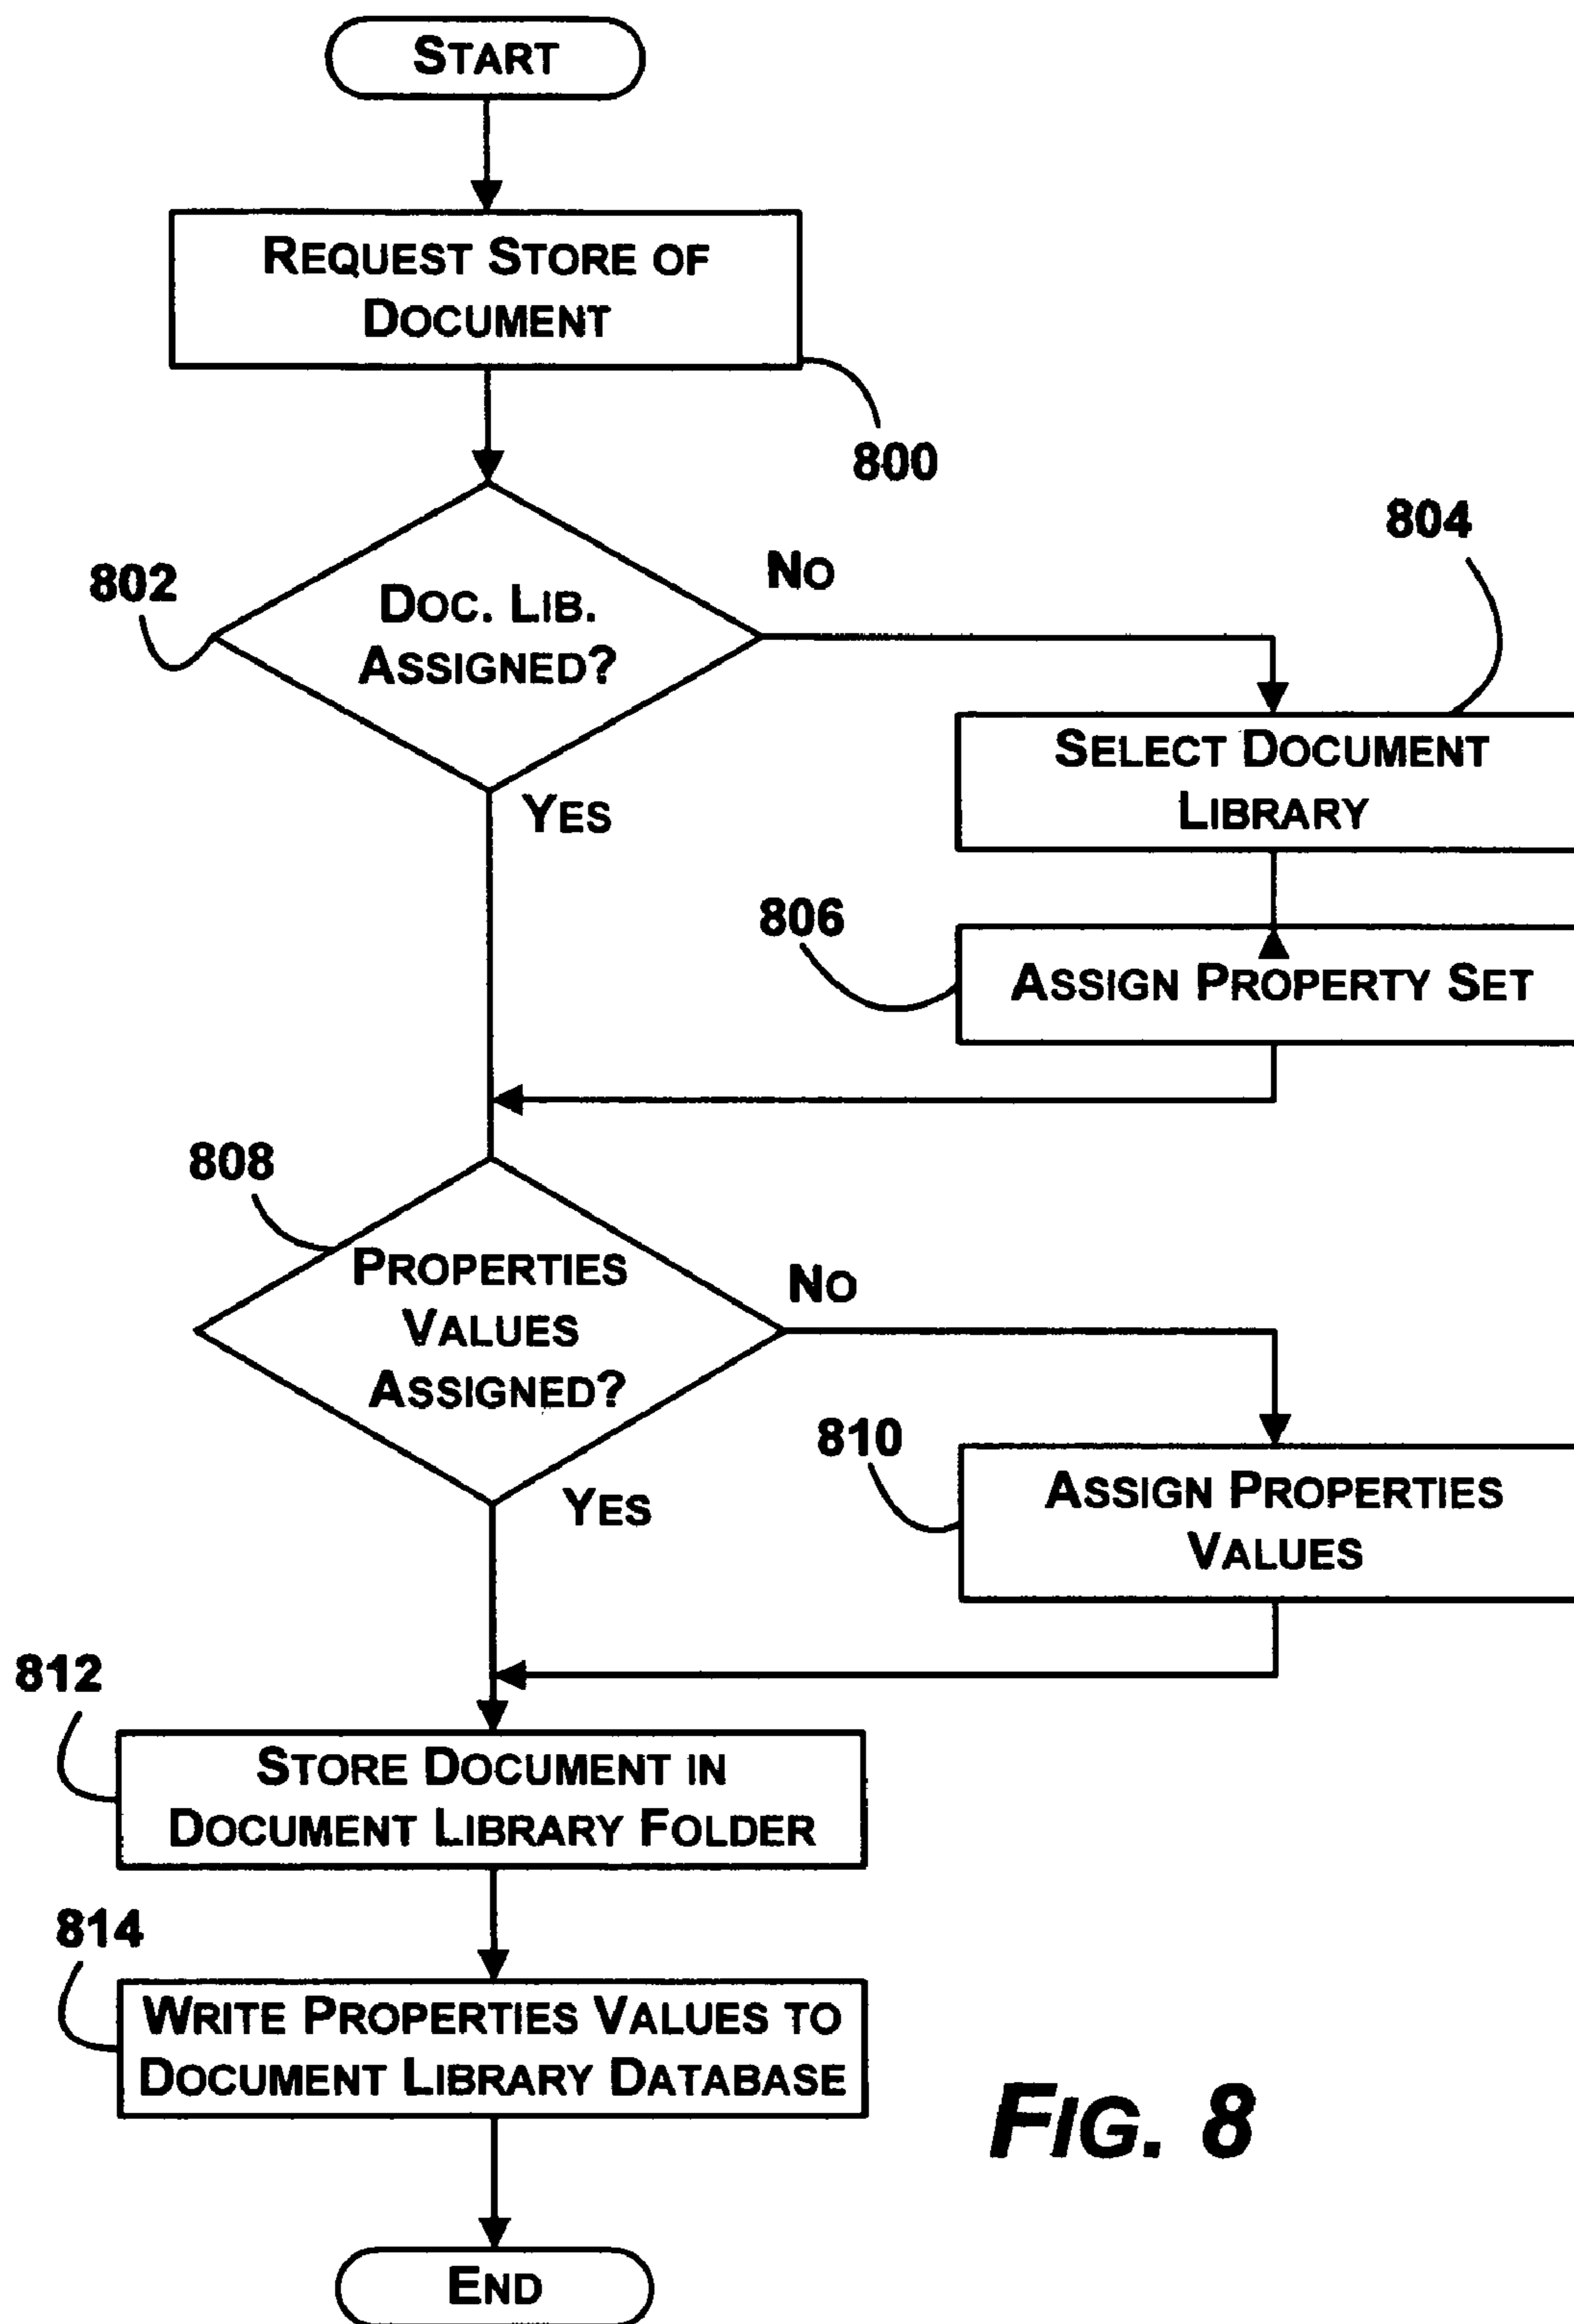 START
REQUEST STORE OF
DOCUMENT
800
802
DOC. LIB.
ASSIGNED?
NO
YES
804
SELECT DOCUMENT
LIBRARY
806
ASSIGN PROPERTY SET
808
PROPERTIES
VALUES
ASSIGNED?
NO
YES
810
ASSIGN PROPERTIES
VALUES
812
STORE DOCUMENT IN
DOCUMENT LIBRARY FOLDER
814
WRITE PROPERTIES VALUES TO
DOCUMENT LIBRARY DATABASE
END
FIG. 8